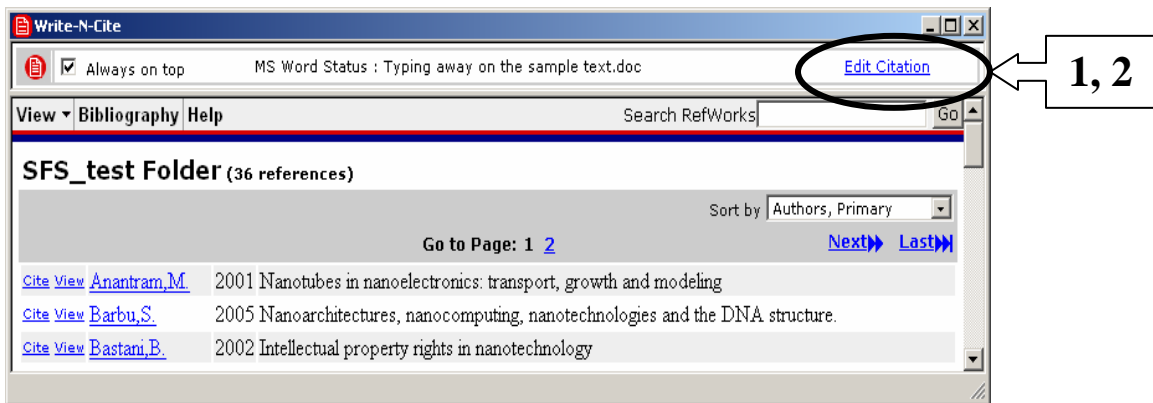 Write-N-Cite
Always on top MS Word Status : Typing away on the sample text.doc Edit Citation
1, 2
View Bibliography Help Search RefWorks Go
SFS_test Folder (36 references)
Sort by Authors, Primary
Go to Page: 1 2 Next Last
Cite View Anantram,M. 2001 Nanotubes in nanoelectronics: transport, growth and modeling
Cite View Barbu,S. 2005 Nanoarchitectures, nanocomputing, nanotechnologies and the DNA structure.
Cite View Bastani,B. 2002 Intellectual property rights in nanotechnology